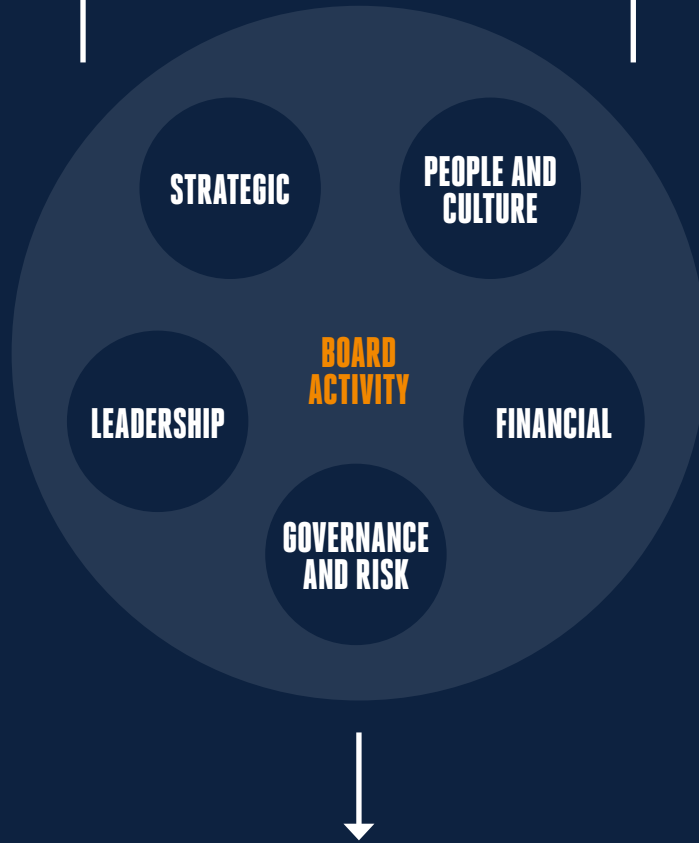 STRATEGIC
PEOPLE AND
CULTURE
BOARD
ACTIVITY
LEADERSHIP
FINANCIAL
GOVERNANCE
AND RISK